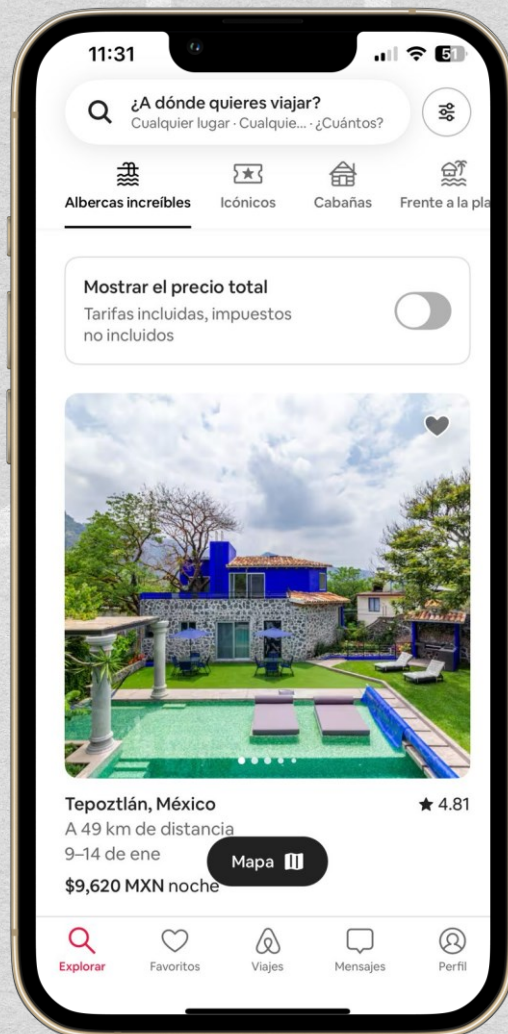 11:31
51
¿A dónde quieres viajar?
Cualquier lugar · Cualquie... · ¿Cuántos?
Albercas increíbles
Icónicos
Cabañas
Frente a la pla
Mostrar el precio total
Tarifas incluidas, impuestos
no incluidos
Tepoztlán, México
★ 4.81
A 49 km de distancia
9–14 de ene
Mapa
$9,620 MXN noche
Explorar
Favoritos
Viajes
Mensajes
Perfil